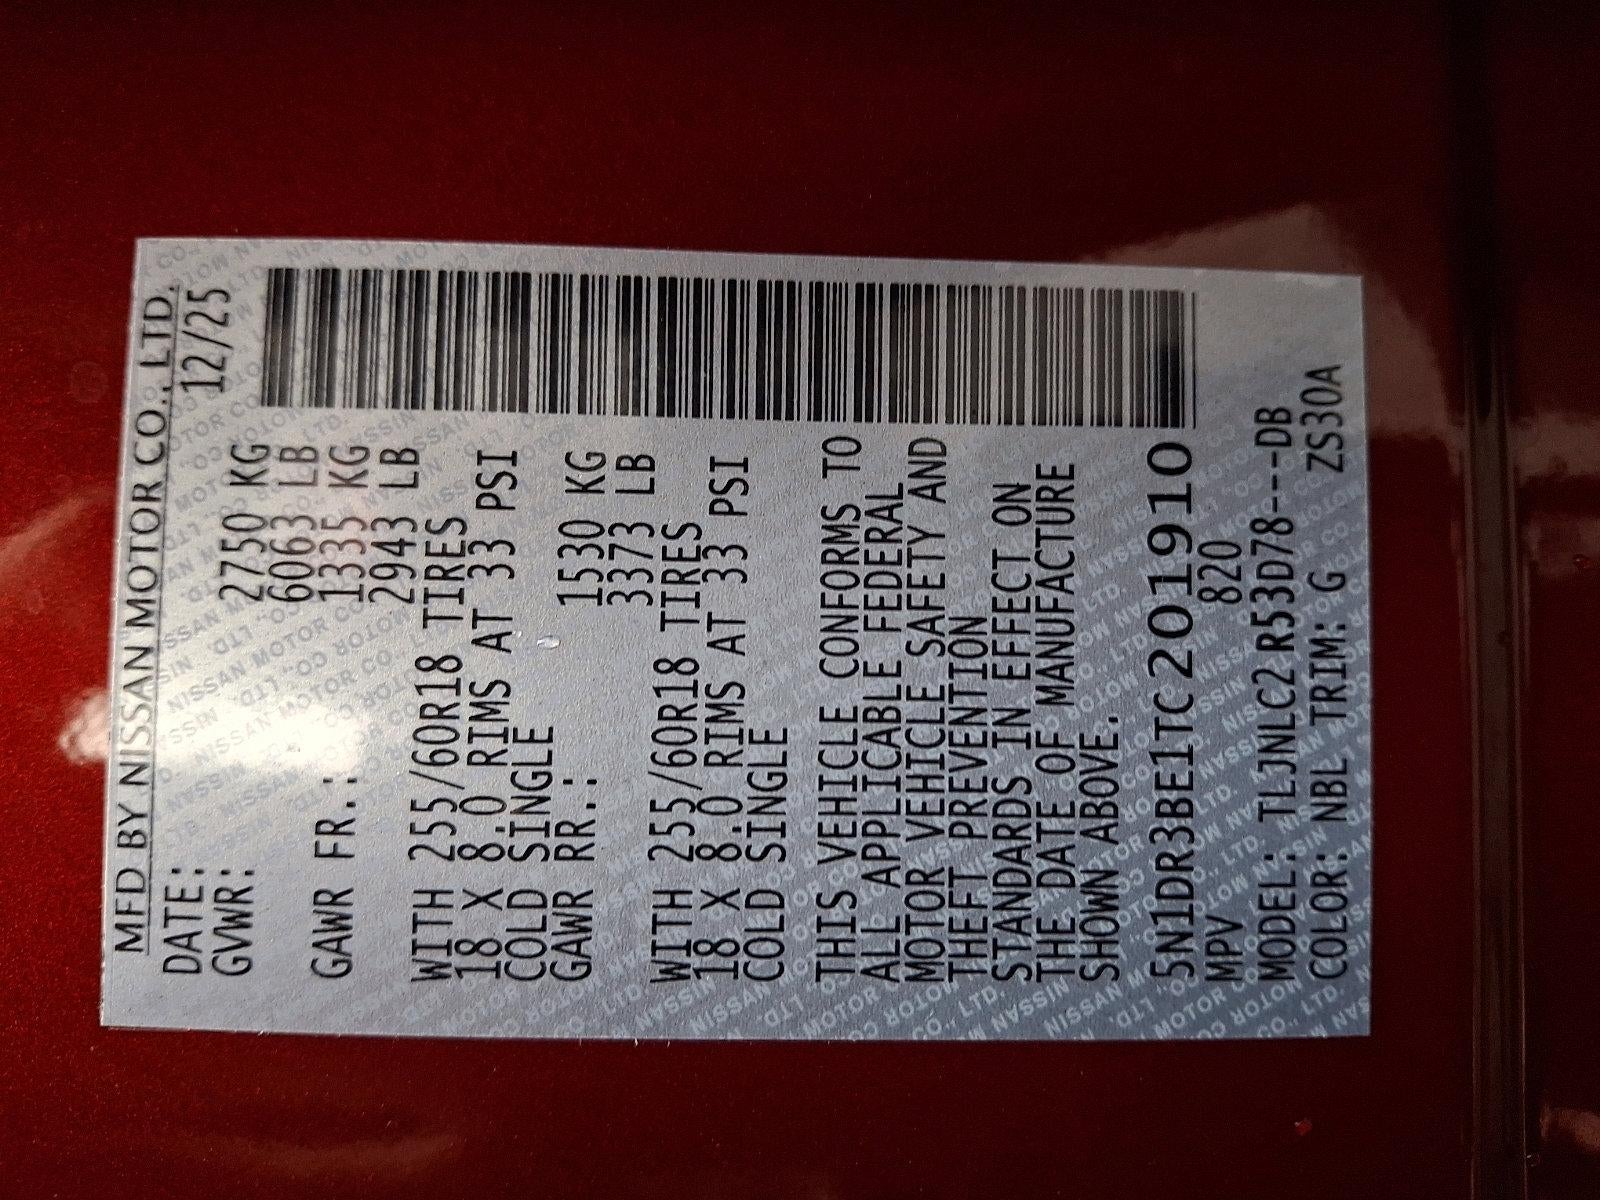 MFD BY NISSAN MOTOR CO., LTD.
DATE: 12/25
GVWR: 2750 KG
6063 LB
GAWR FR.: 1335 KG
2943 LB
WITH 255/60R18 TIRES
18 X 8.0 RIMS AT 33 PSI
COLD SINGLE
GAWR RR.: 1530 KG
3373 LB
WITH 255/60R18 TIRES
18 X 8.0 RIMS AT 33 PSI
COLD SINGLE
THIS VEHICLE CONFORMS TO
ALL APPLICABLE FEDERAL
MOTOR VEHICLE SAFETY AND
THEFT PREVENTION
STANDARDS IN EFFECT ON
THE DATE OF MANUFACTURE
SHOWN ABOVE.
5N1DR3BE1TC201910
MPV 820
MODEL: TLJNLC2 R53D78---DB
COLOR: NBL TRIM: G ZS30A